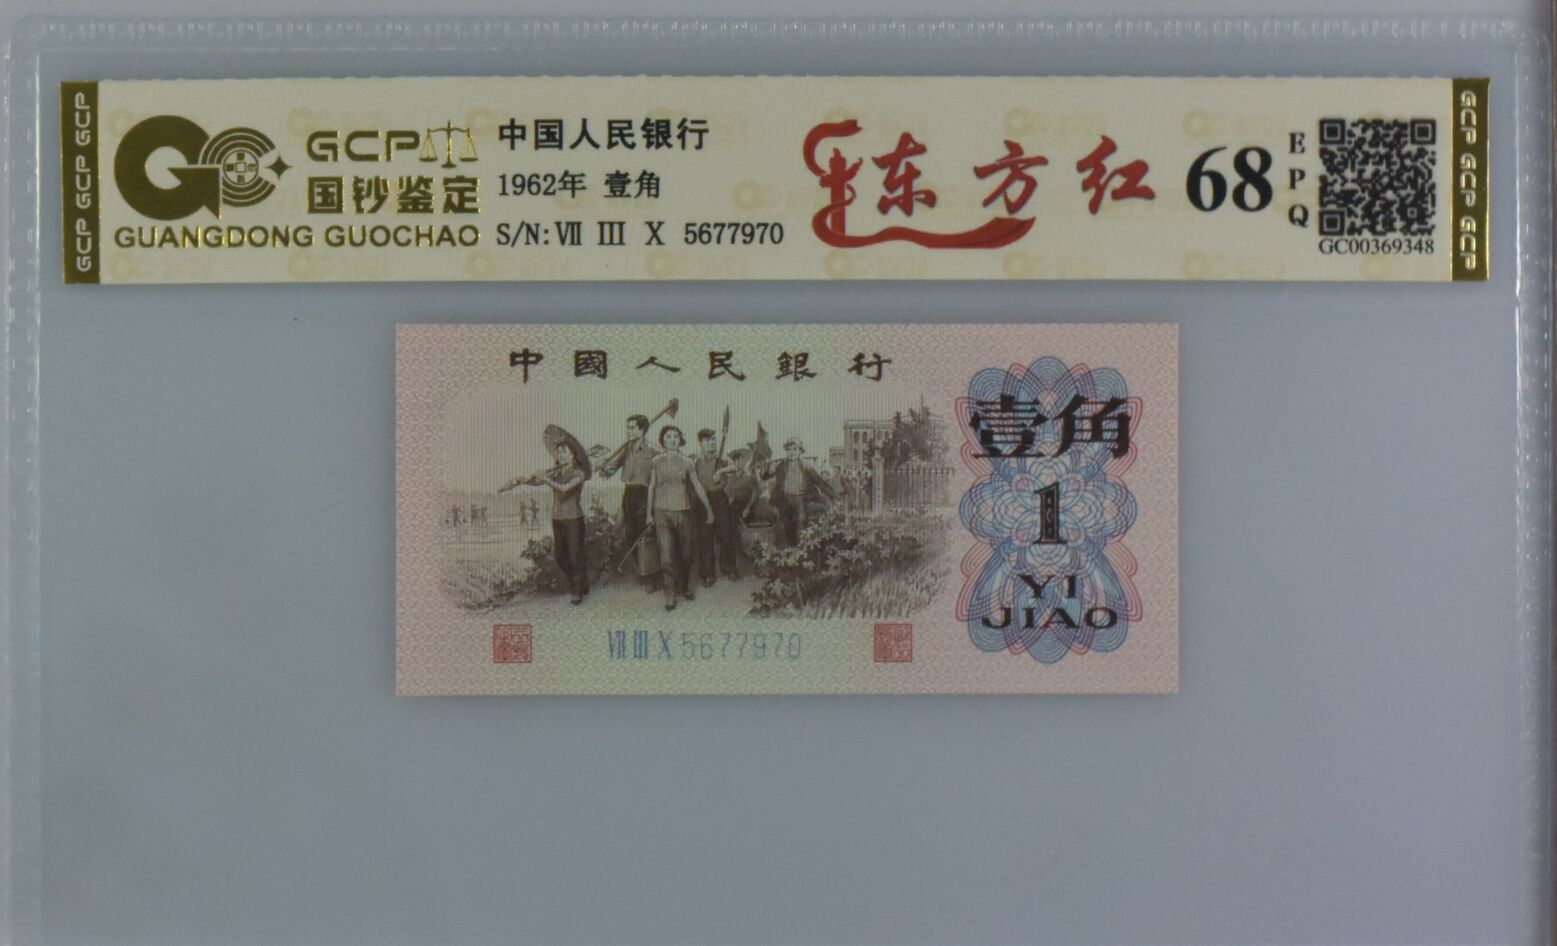 GCP GCP GCP
GCP
国钞鉴定
GUANGDONG GUOCHAO
中国人民银行
1962年 壹角
S/N: Ⅶ Ⅲ Ⅹ 5677970
东方红
68
EPQ
GC00369348
GCP GCP GCP
中國人民銀行
壹角
1
YI
JIAO
Ⅶ Ⅲ Ⅹ 5677970